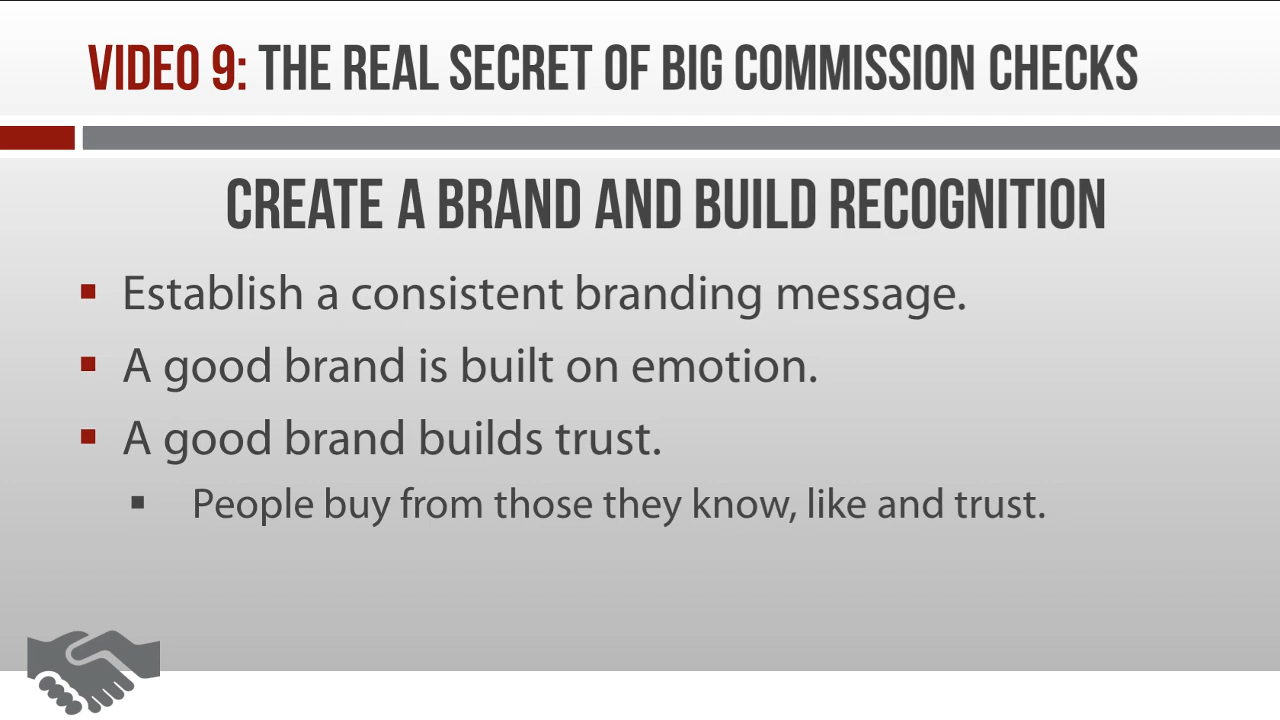 VIDEO 9: THE REAL SECRET OF BIG COMMISSION CHECKS
CREATE A BRAND AND BUILD RECOGNITION
Establish a consistent branding message.
A good brand is built on emotion.
A good brand builds trust.
People buy from those they know, like and trust.